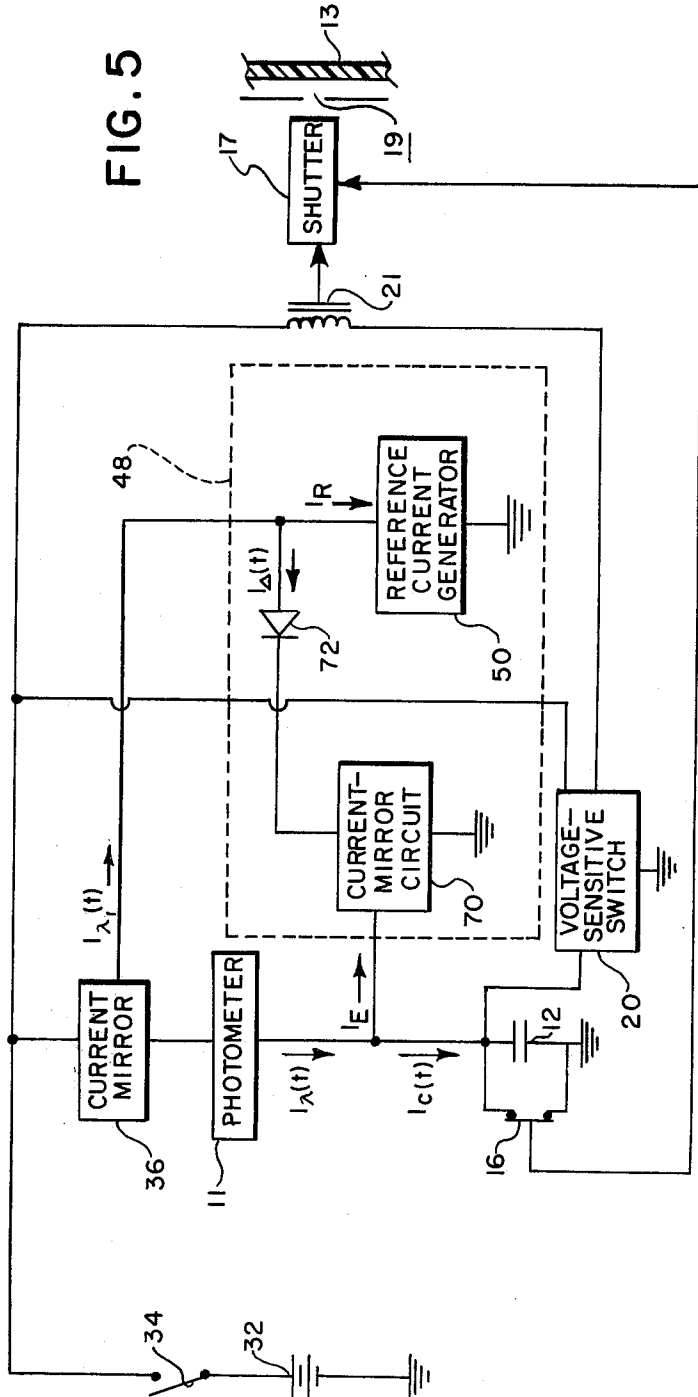 FIG. 5
34
32
CURRENT
MIRROR
36
I_λ1(t)
PHOTOMETER
11
I_λ(t)
I_E
I_C(t)
16
12
20
VOLTAGE-
SENSITIVE
SWITCH
48
CURRENT-
MIRROR
CIRCUIT
70
72
I_Δ(t)
I_R
REFERENCE
CURRENT
GENERATOR
50
21
17
SHUTTER
19
13